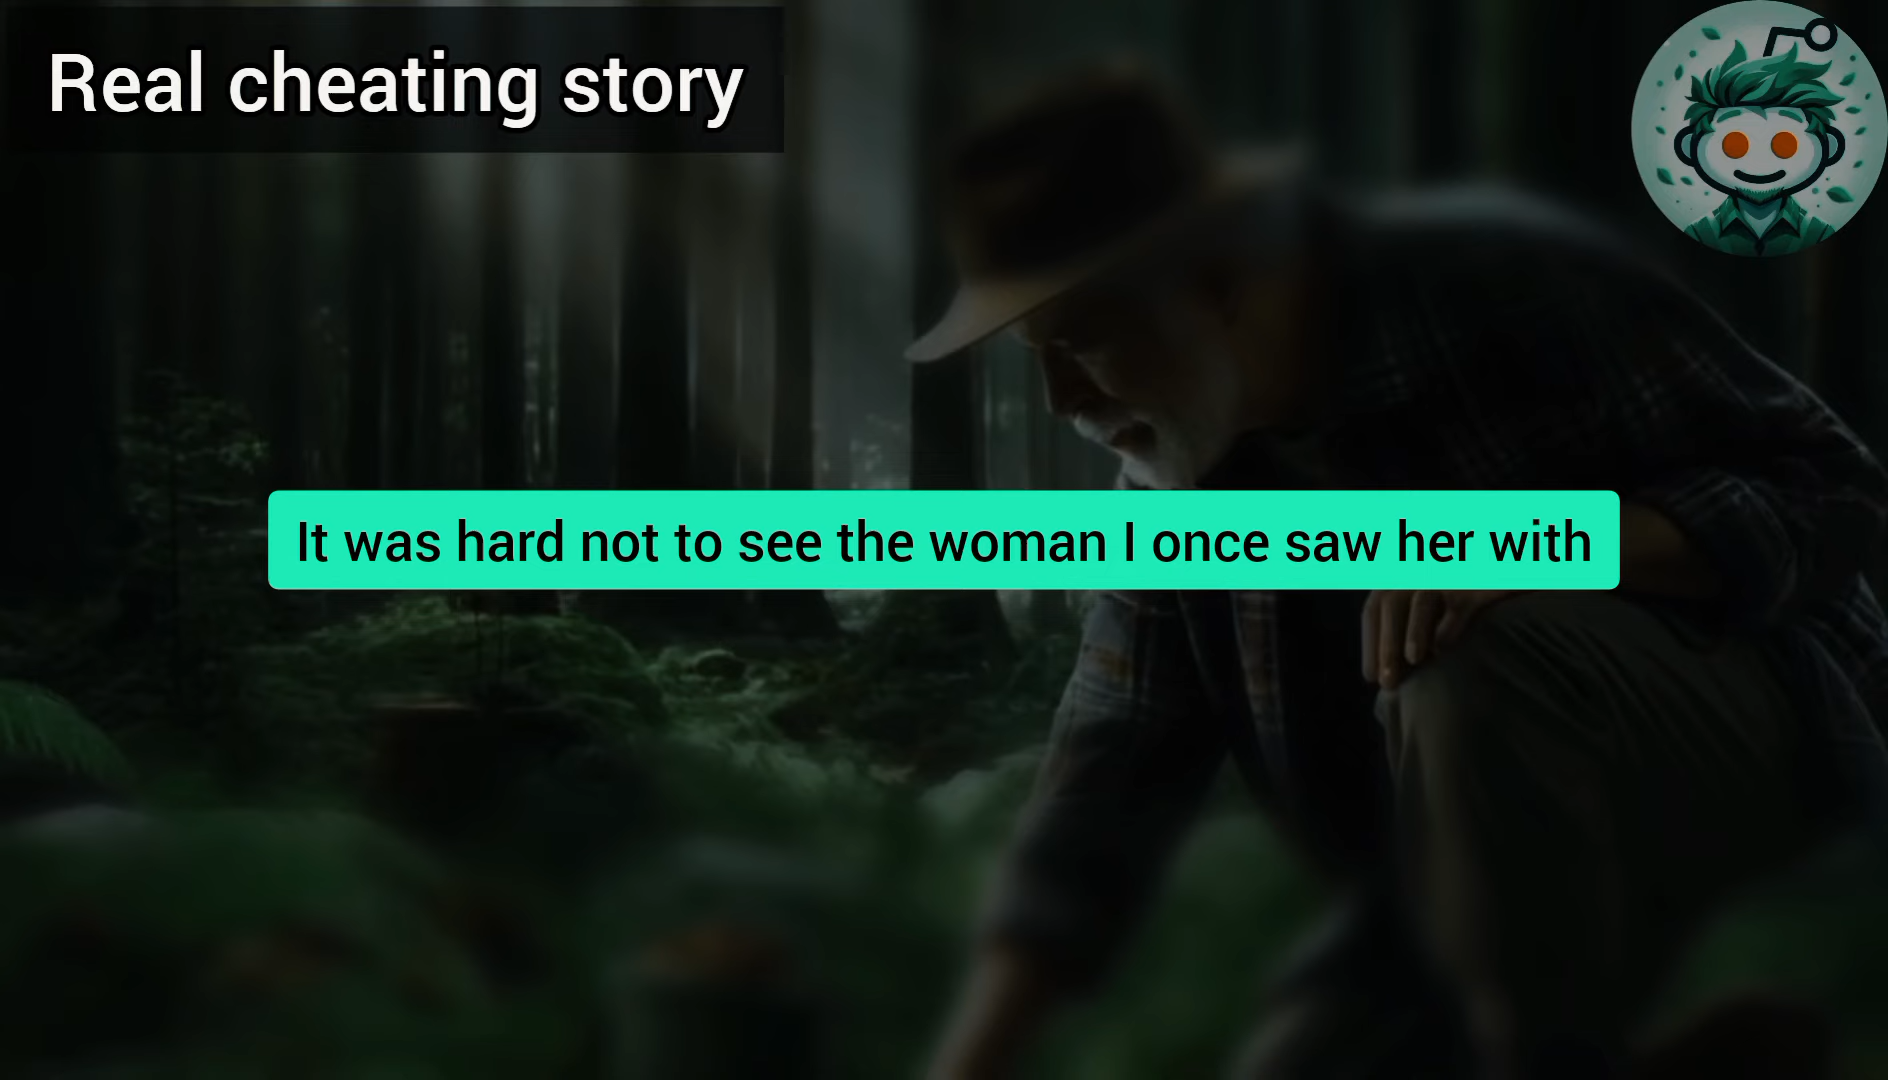 Real cheating story
It was hard not to see the woman I once saw her with